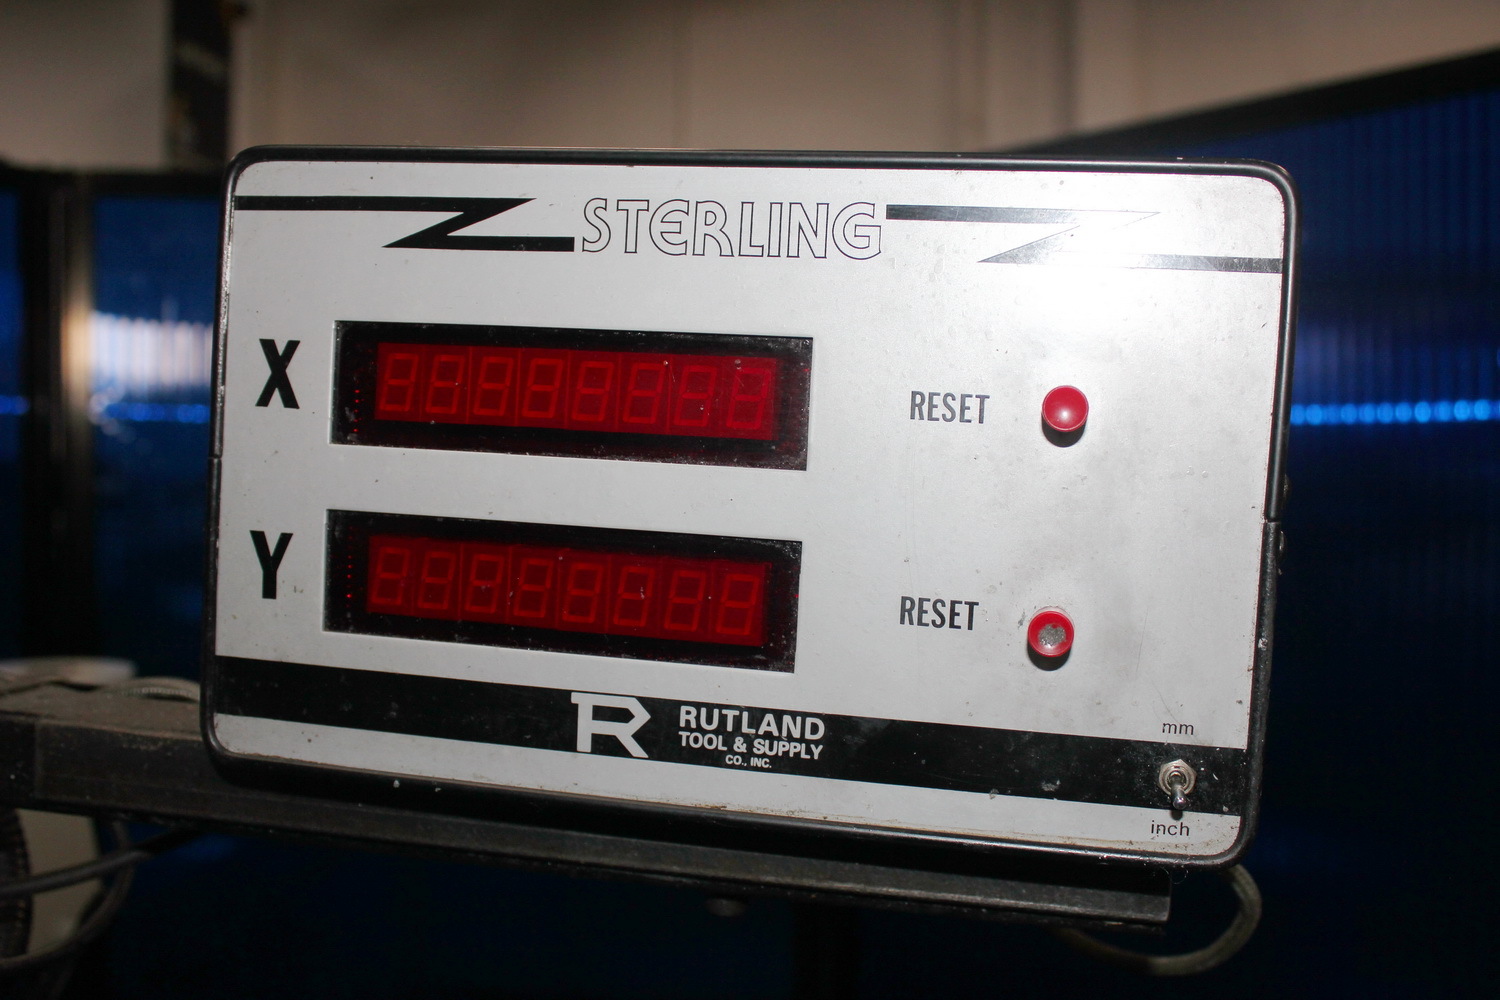 STERLING
X
RESET
Y
RESET
R RUTLAND
TOOL & SUPPLY
CO., INC.
mm
inch